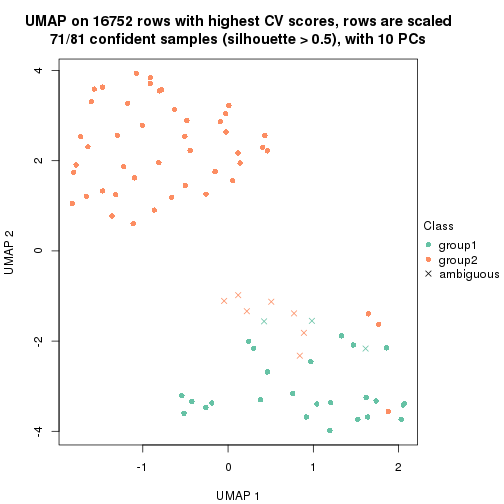 UMAP on 16752 rows with highest CV scores, rows are scaled
71/81 confident samples (silhouette > 0.5), with 10 PCs
4
2
0
-2
-4
UMAP 2
-1
0
1
2
UMAP 1
Class
group1
group2
ambiguous